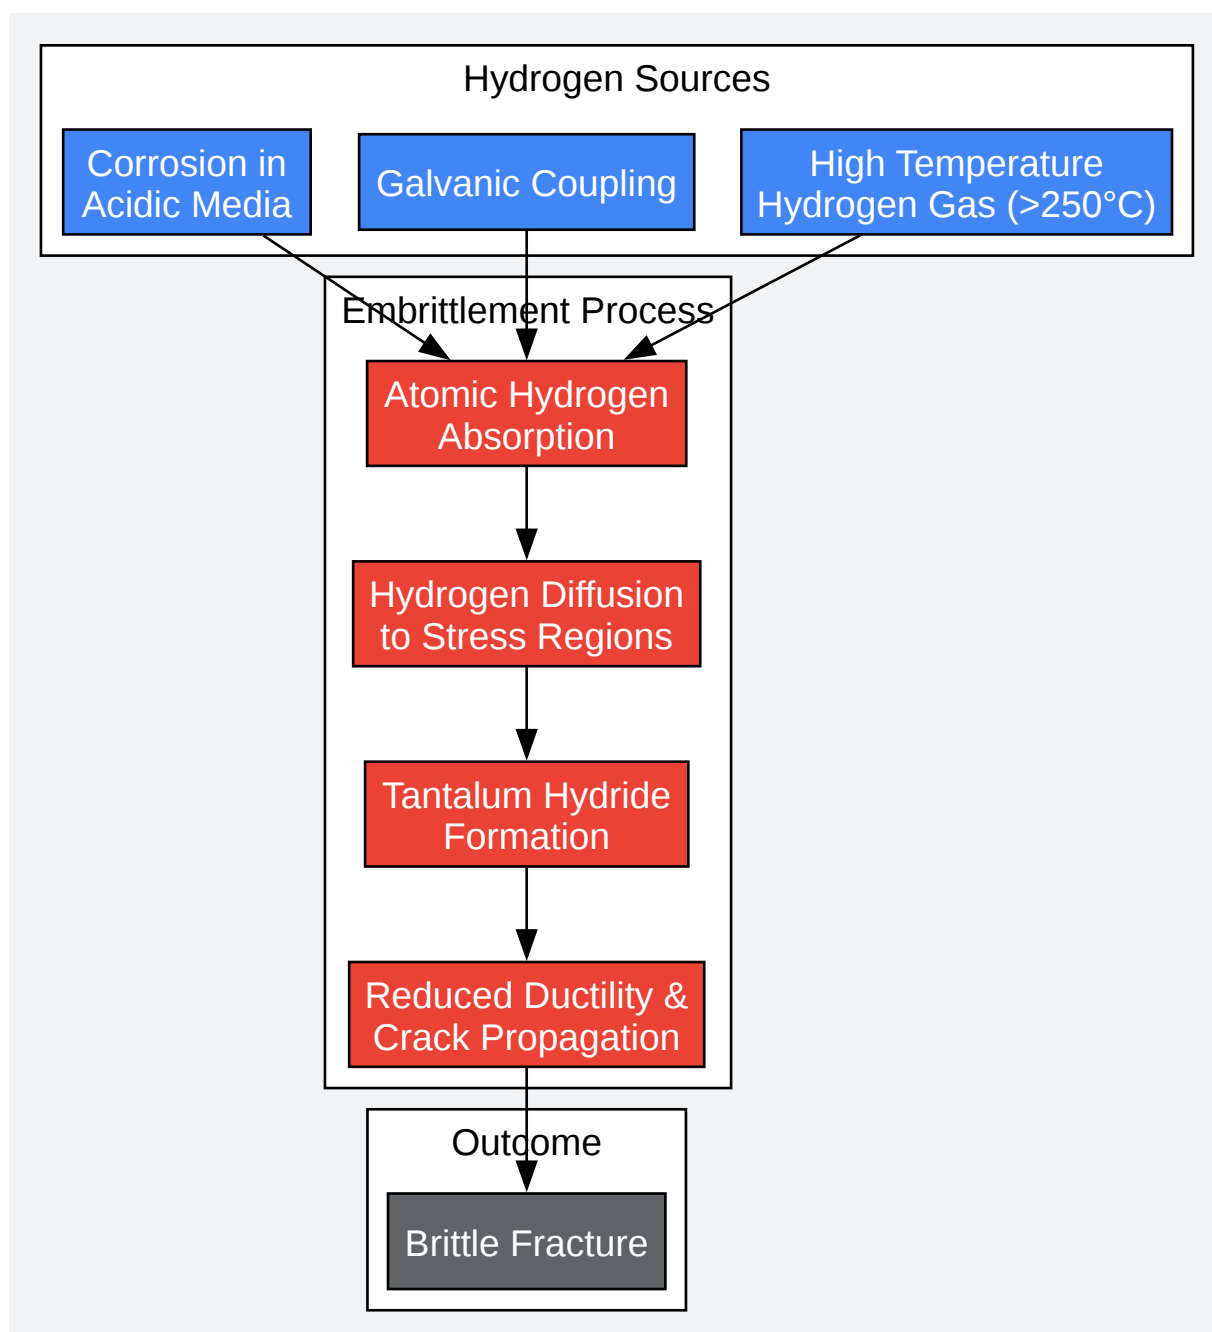 Hydrogen Sources
Corrosion in
Acidic Media
Galvanic Coupling
High Temperature
Hydrogen Gas (>250°C)
Embrittlement Process
Atomic Hydrogen
Absorption
Hydrogen Diffusion
to Stress Regions
Tantalum Hydride
Formation
Reduced Ductility &
Crack Propagation
Outcome
Brittle Fracture